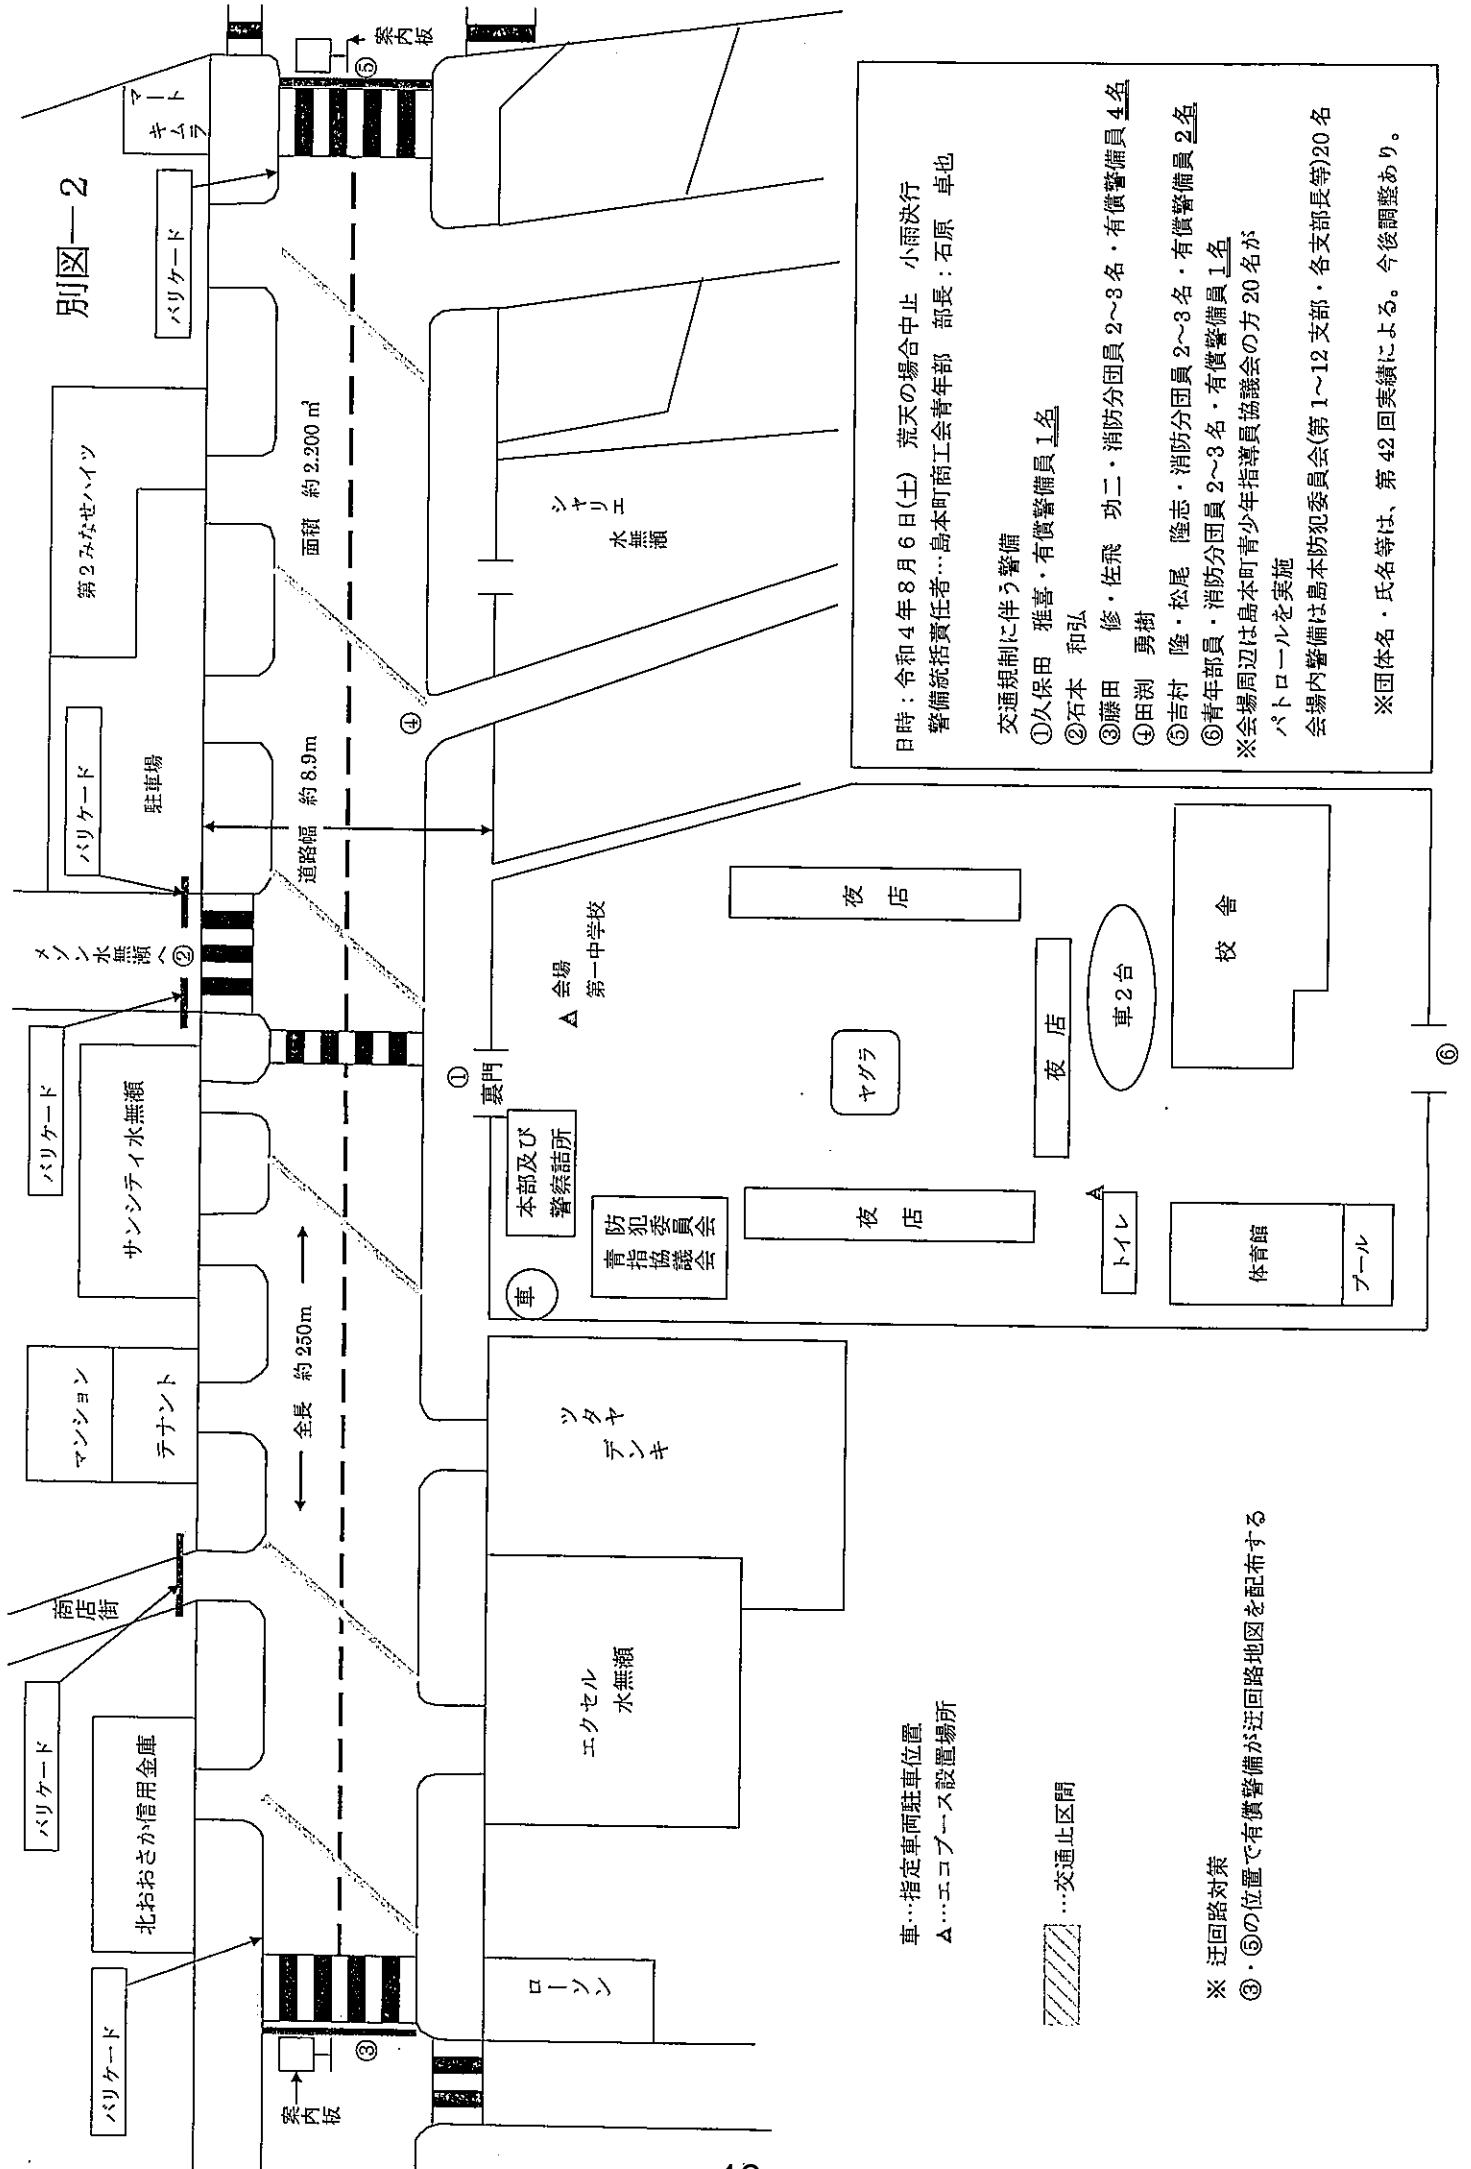 別図―2
バリケード
バリケード
バリケード
バリケード
バリケード
バリケード
北おおさか信用金庫
商店街
マンション
テナント
サンシティ水無瀬
メゾン水無瀬へ
②
駐車場
第2みなせハイツ
マート
キムラ
案内板
③
全長 約250m
道路幅 約8.9m
面積 約2.200㎡
④
⑤
案内板
ローソン
エクセル
水無瀬
ツタヤ
デンキ
①
裏門
シャリエ
水無瀬
本部及び
警察詰所
防犯委員会
青指協議会
車
▲ 会場
第一中学校
夜店
夜店
夜店
ヤグラ
車2台
トイレ
▲
体育館
プール
校舎
⑥
車…指定車両駐車位置
▲…エコブース設置場所
…交通止区間
※ 迂回路対策
③・⑤の位置で有償警備が迂回路地図を配布する
日時：令和4年8月6日(土) 荒天の場合中止 小雨決行
警備統括責任者…島本町商工会青年部 部長：石原 卓也
交通規制に伴う警備
①久保田 雅喜・有償警備員1名
②石本 和弘
③藤田 修・佐飛 功二・消防分団員2～3名・有償警備員4名
④田渕 勇樹
⑤吉村 隆・松尾 隆志・消防分団員2～3名・有償警備員2名
⑥青年部員・消防分団員2～3名・有償警備員1名
※会場周辺は島本町青少年指導員協議会の方20名が
パトロールを実施
会場内警備は島本防犯委員会(第1～12支部・各支部長等)20名
※団体名・氏名等は、第42回実績による。今後調整あり。